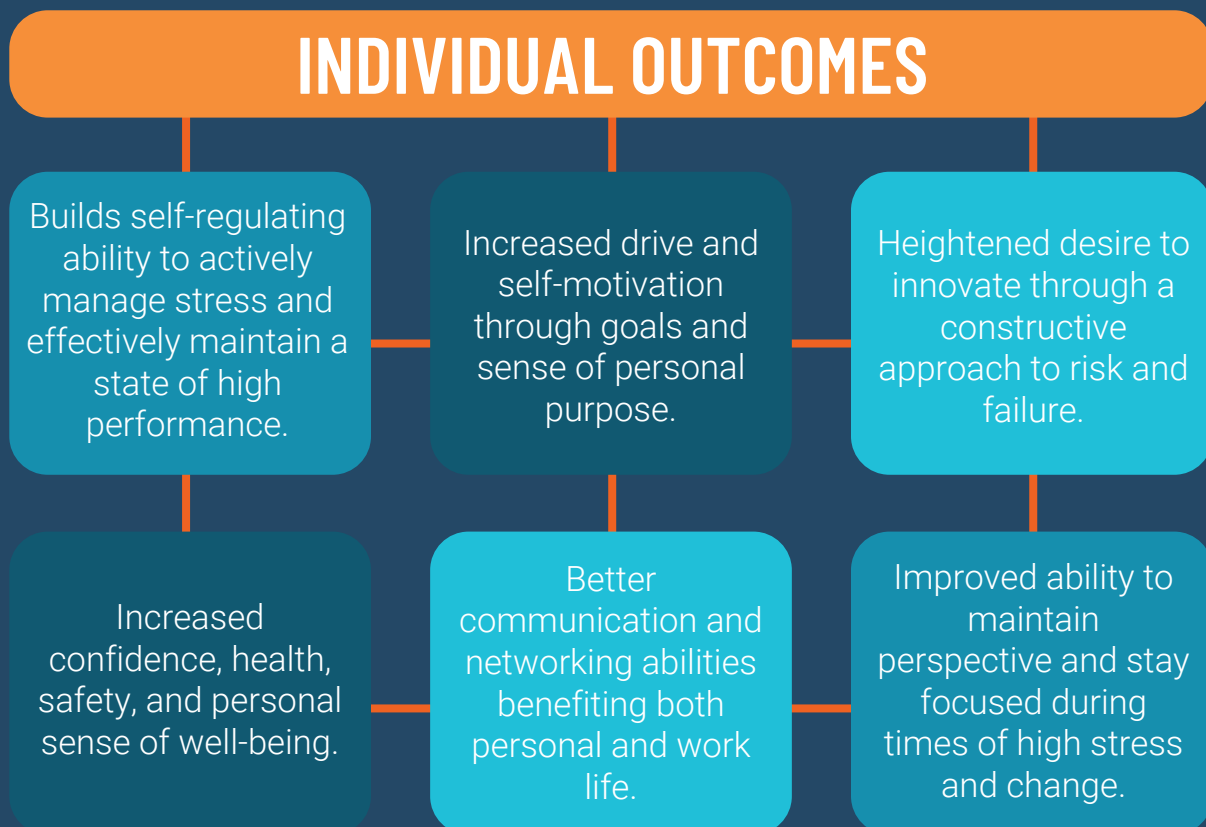 INDIVIDUAL OUTCOMES
Builds self-regulating
ability to actively
manage stress and
effectively maintain a
state of high
performance.
Increased drive and
self-motivation
through goals and
sense of personal
purpose.
Heightened desire to
innovate through a
constructive
approach to risk and
failure.
Increased
confidence, health,
safety, and personal
sense of well-being.
Better
communication and
networking abilities
benefiting both
personal and work
life.
Improved ability to
maintain
perspective and stay
focused during
times of high stress
and change.